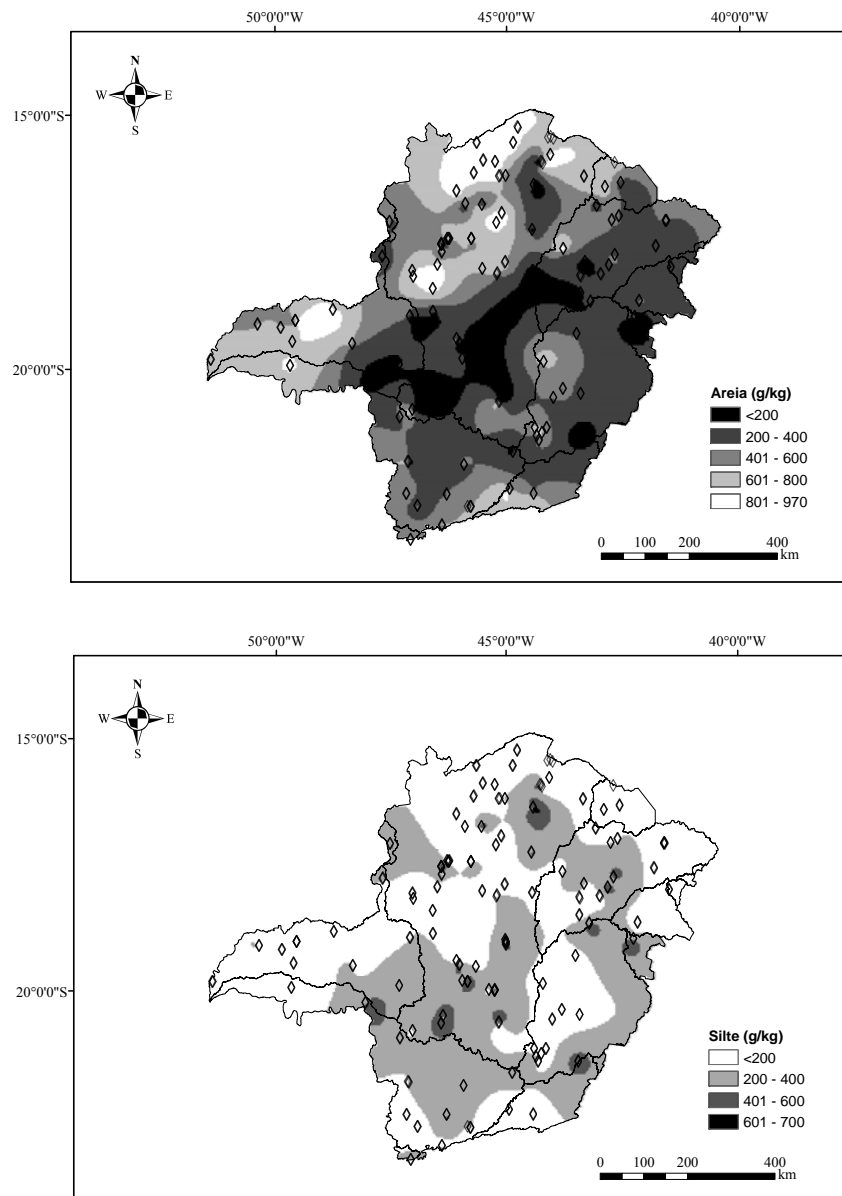 50°0'0"W 45°0'0"W 40°0'0"W
N
W E
S
15°0'0"S
20°0'0"S
Areia (g/kg)
<200
200 - 400
401 - 600
601 - 800
801 - 970
0 100 200 400
km
50°0'0"W 45°0'0"W 40°0'0"W
N
W E
S
15°0'0"S
20°0'0"S
Silte (g/kg)
<200
200 - 400
401 - 600
601 - 700
0 100 200 400
km